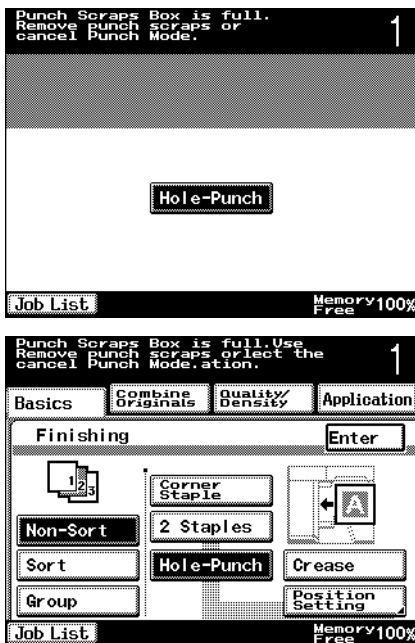 Punch Scraps Box is full.
Remove punch scraps or
cancel Punch Mode.
1
Hole-Punch
Job List
Memory Free 100%
Punch Scraps Box is full.Use
Remove punch scraps orlect the
cancel Punch Mode.ation.
1
Basics
Combine Originals
Quality/ Density
Application
Finishing
Enter
1 2 3
Corner Staple
A
Non-Sort
2 Staples
Sort
Hole-Punch
Crease
Group
Position Setting
Job List
Memory Free 100%